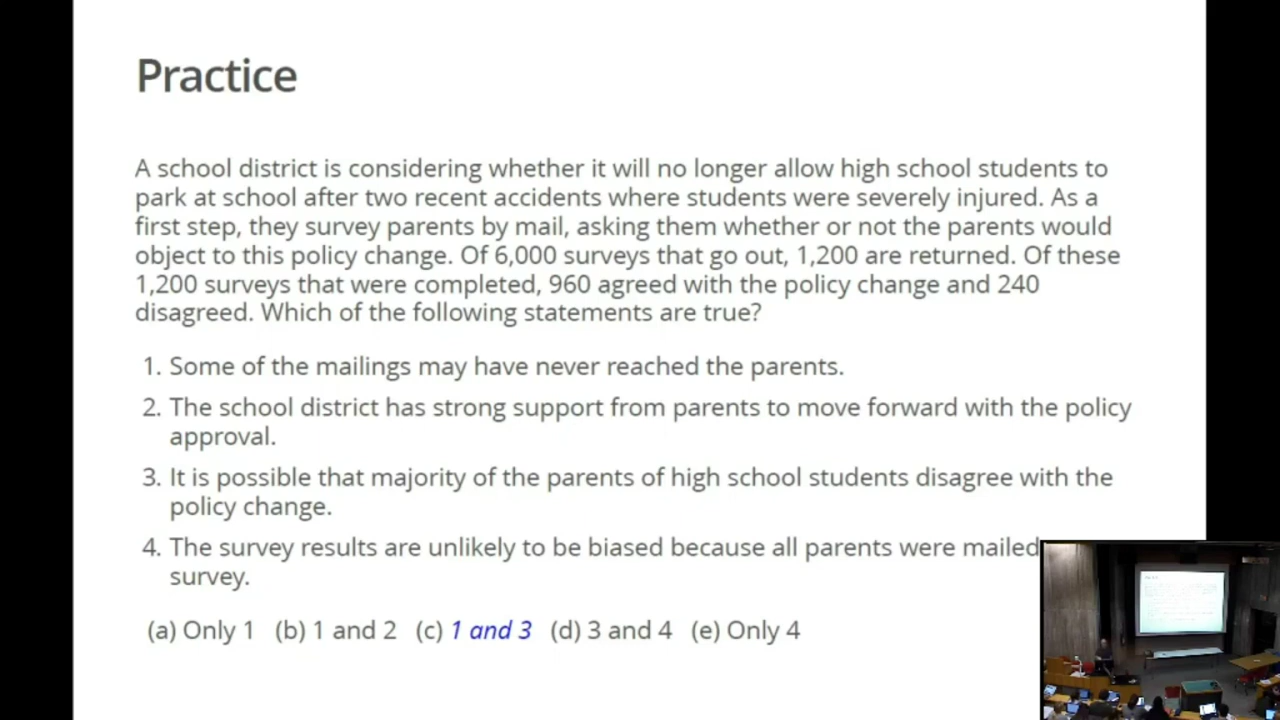 Practice
A school district is considering whether it will no longer allow high school students to
park at school after two recent accidents where students were severely injured. As a
first step, they survey parents by mail, asking them whether or not the parents would
object to this policy change. Of 6,000 surveys that go out, 1,200 are returned. Of these
1,200 surveys that were completed, 960 agreed with the policy change and 240
disagreed. Which of the following statements are true?
1. Some of the mailings may have never reached the parents.
2. The school district has strong support from parents to move forward with the policy
approval.
3. It is possible that majority of the parents of high school students disagree with the
policy change.
4. The survey results are unlikely to be biased because all parents were mailed
survey.
(a) Only 1 (b) 1 and 2 (c) 1 and 3 (d) 3 and 4 (e) Only 4